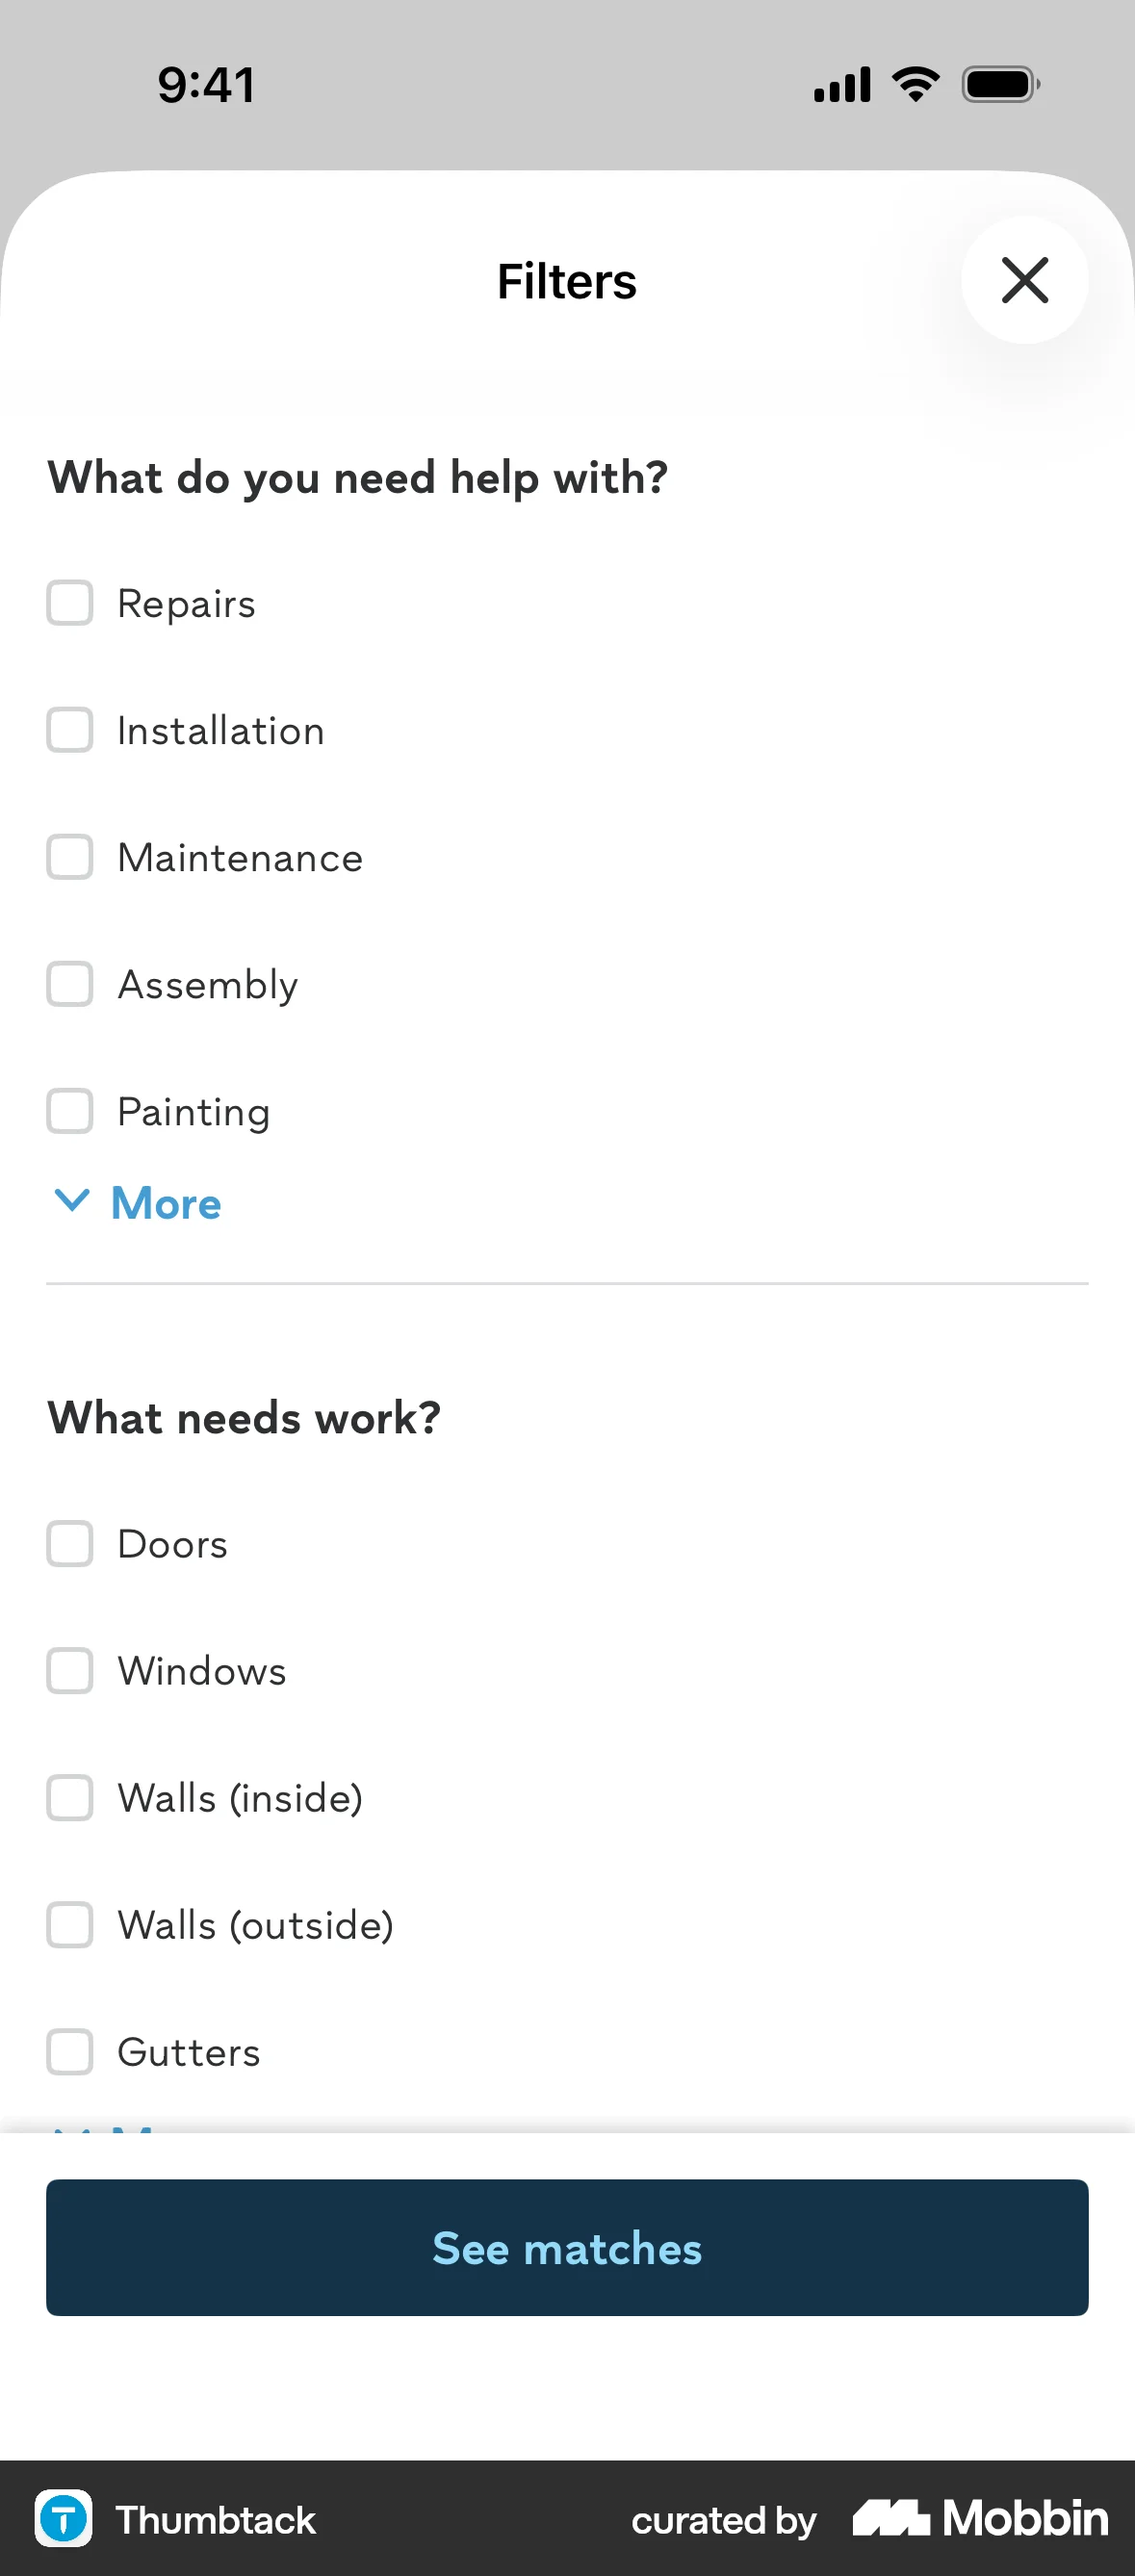 9:41
Filters
What do you need help with?
Repairs
Installation
Maintenance
Assembly
Painting
More
What needs work?
Doors
Windows
Walls (inside)
Walls (outside)
Gutters
See matches
Thumbtack
curated by Mobbin